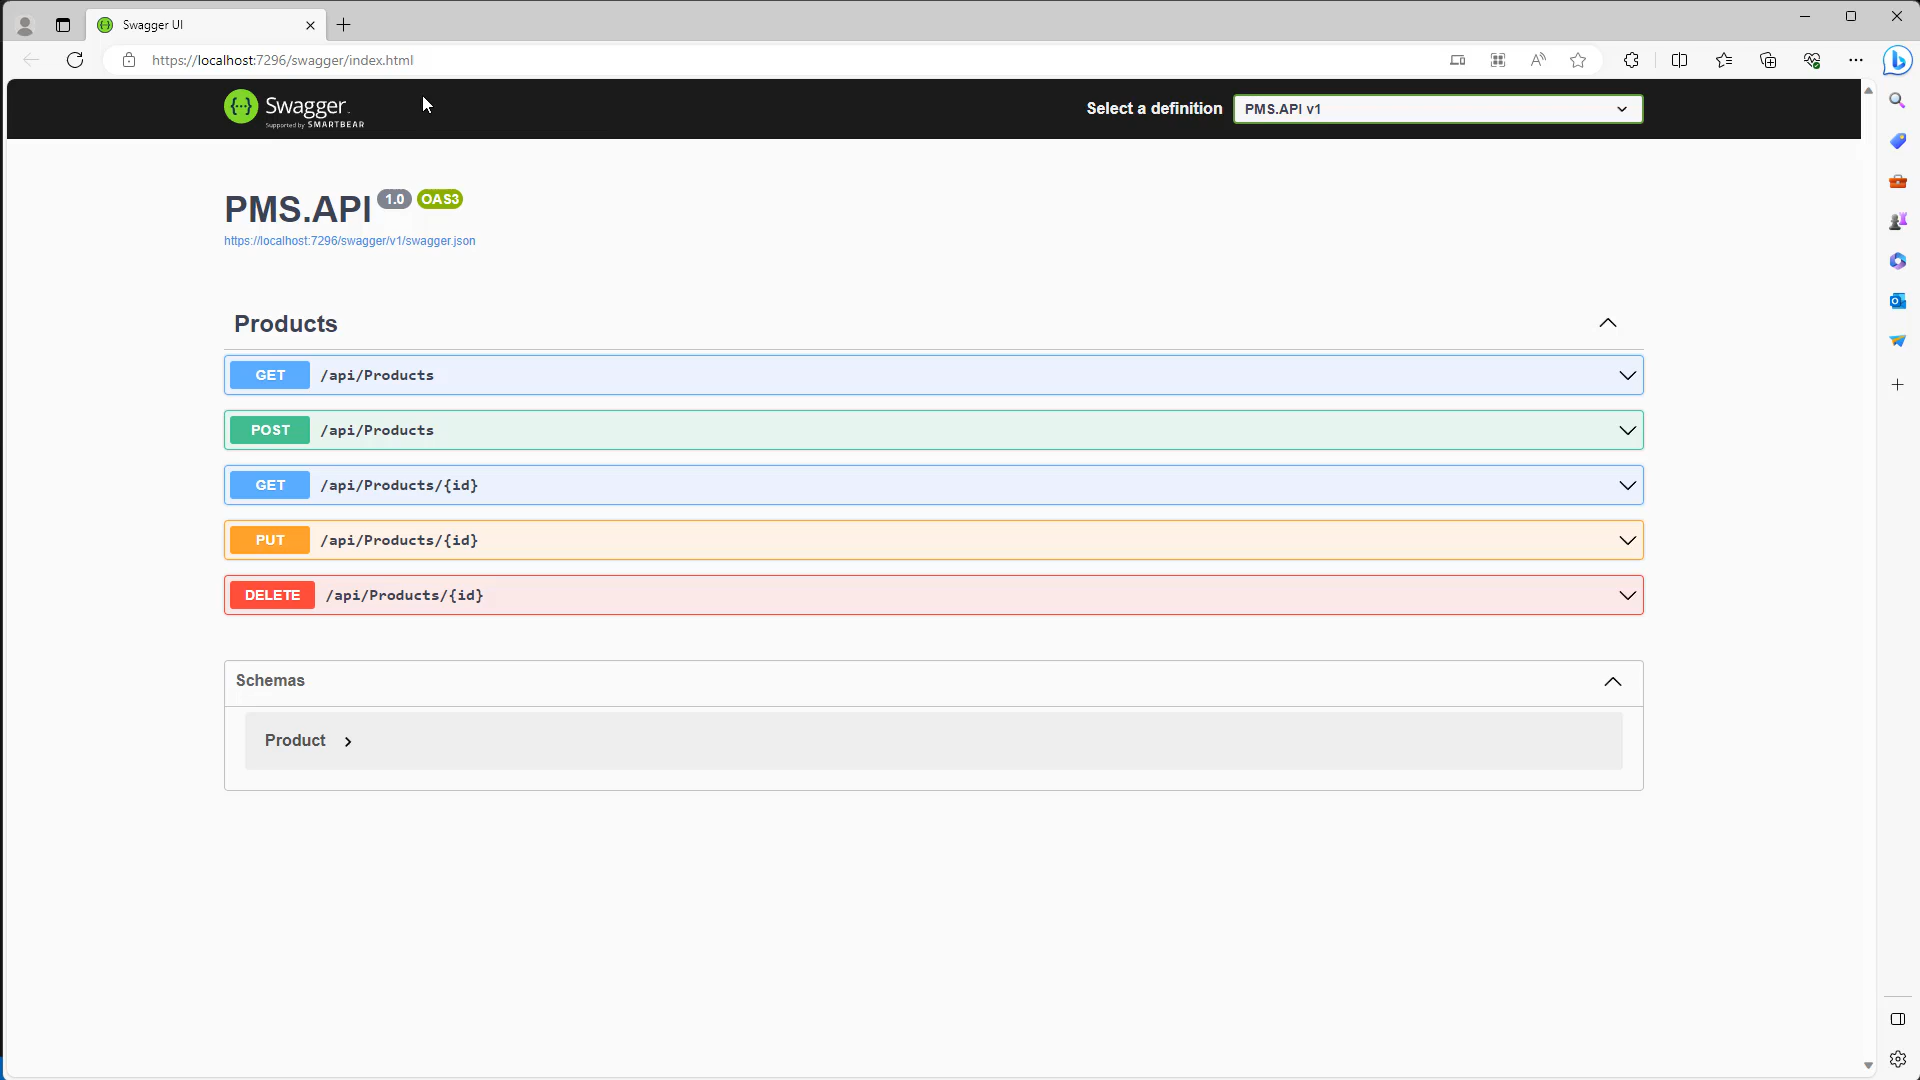 Swagger UI
https://localhost:7296/swagger/index.html
Swagger
Supported by SMARTBEAR
Select a definition
PMS.API v1
PMS.API 1.0 OAS3
https://localhost:7296/swagger/v1/swagger.json
Products
GET /api/Products
POST /api/Products
GET /api/Products/{id}
PUT /api/Products/{id}
DELETE /api/Products/{id}
Schemas
Product